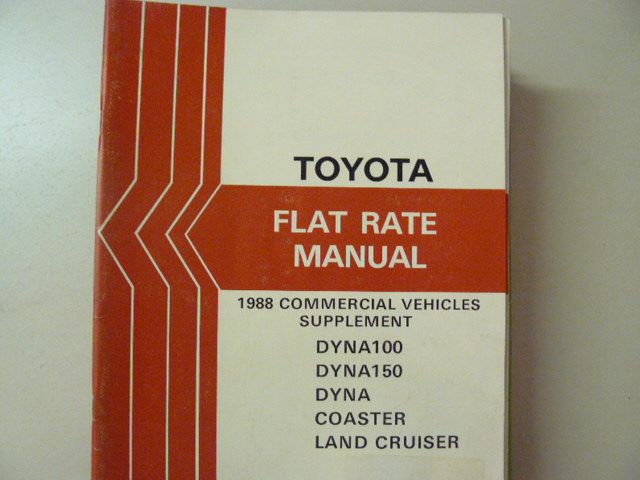 TOYOTA
FLAT RATE
MANUAL
1988 COMMERCIAL VEHICLES
SUPPLEMENT
DYNA100
DYNA150
DYNA
COASTER
LAND CRUISER